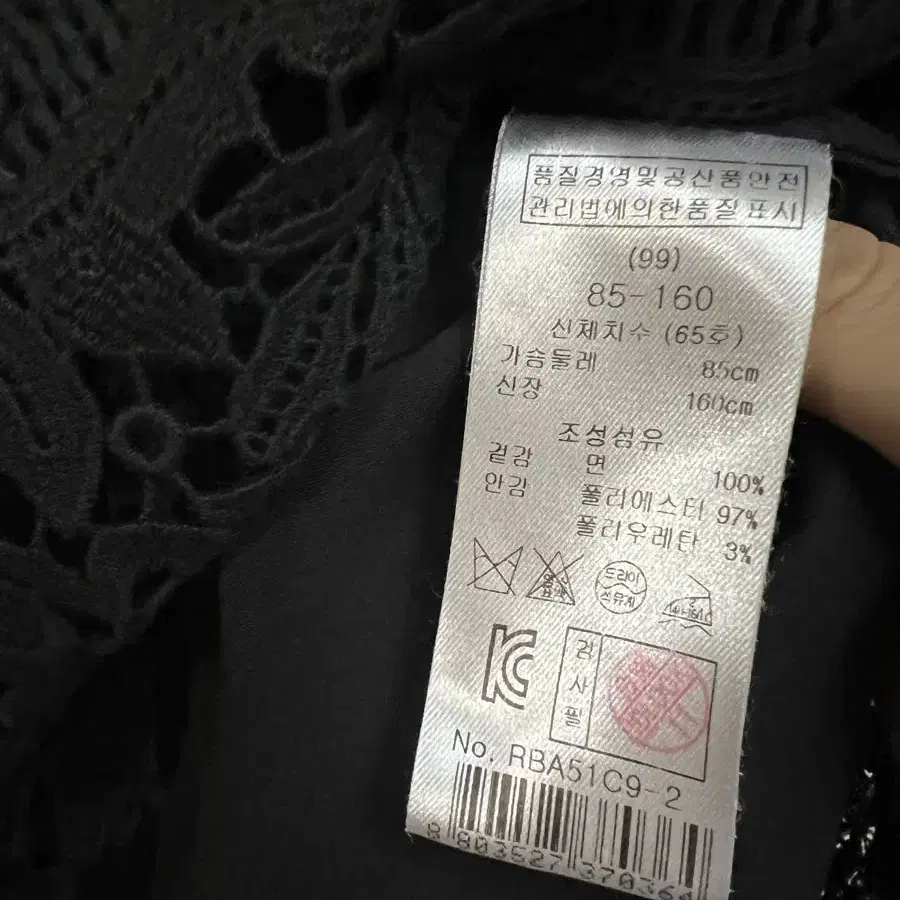 품질경영및공산품안전
관리법에의한품질표시
(99)
85-160
신체치수 (65호)
가슴둘레 85cm
신장 160cm
조성섬유
겉감 면 100%
안감 폴리에스터 97%
폴리우레탄 3%
드라이
석유계
검
사
필
No. RBA51C9-2
8 803527 370364